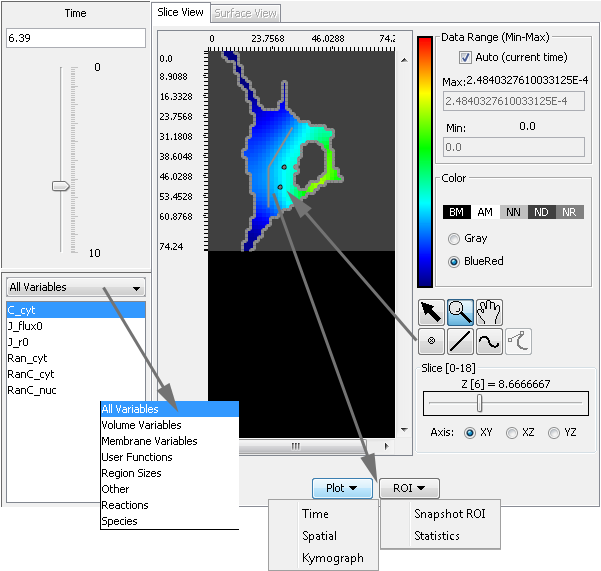 Time
6.39
0
10
All Variables
C_cyt
J_flux0
J_r0
Ran_cyt
RanC_cyt
RanC_nuc
All Variables
Volume Variables
Membrane Variables
User Functions
Region Sizes
Other
Reactions
Species
Slice View
Surface View
0 23.7568 46.0288 74.2
0.0
8.9088
16.3328
23.7568
31.1808
38.6048
46.0288
53.4528
60.8768
74.24
Plot
ROI
Time
Spatial
Kymograph
Snapshot ROI
Statistics
Data Range (Min-Max)
Auto (current time)
Max: 2.4840327610033125E-4
2.4840327610033125E-4
Min: 0.0
0.0
Color
BM AM NN ND NR
Gray
BlueRed
Slice [0-18]
Z [6] = 8.6666667
Axis: XY XZ YZ